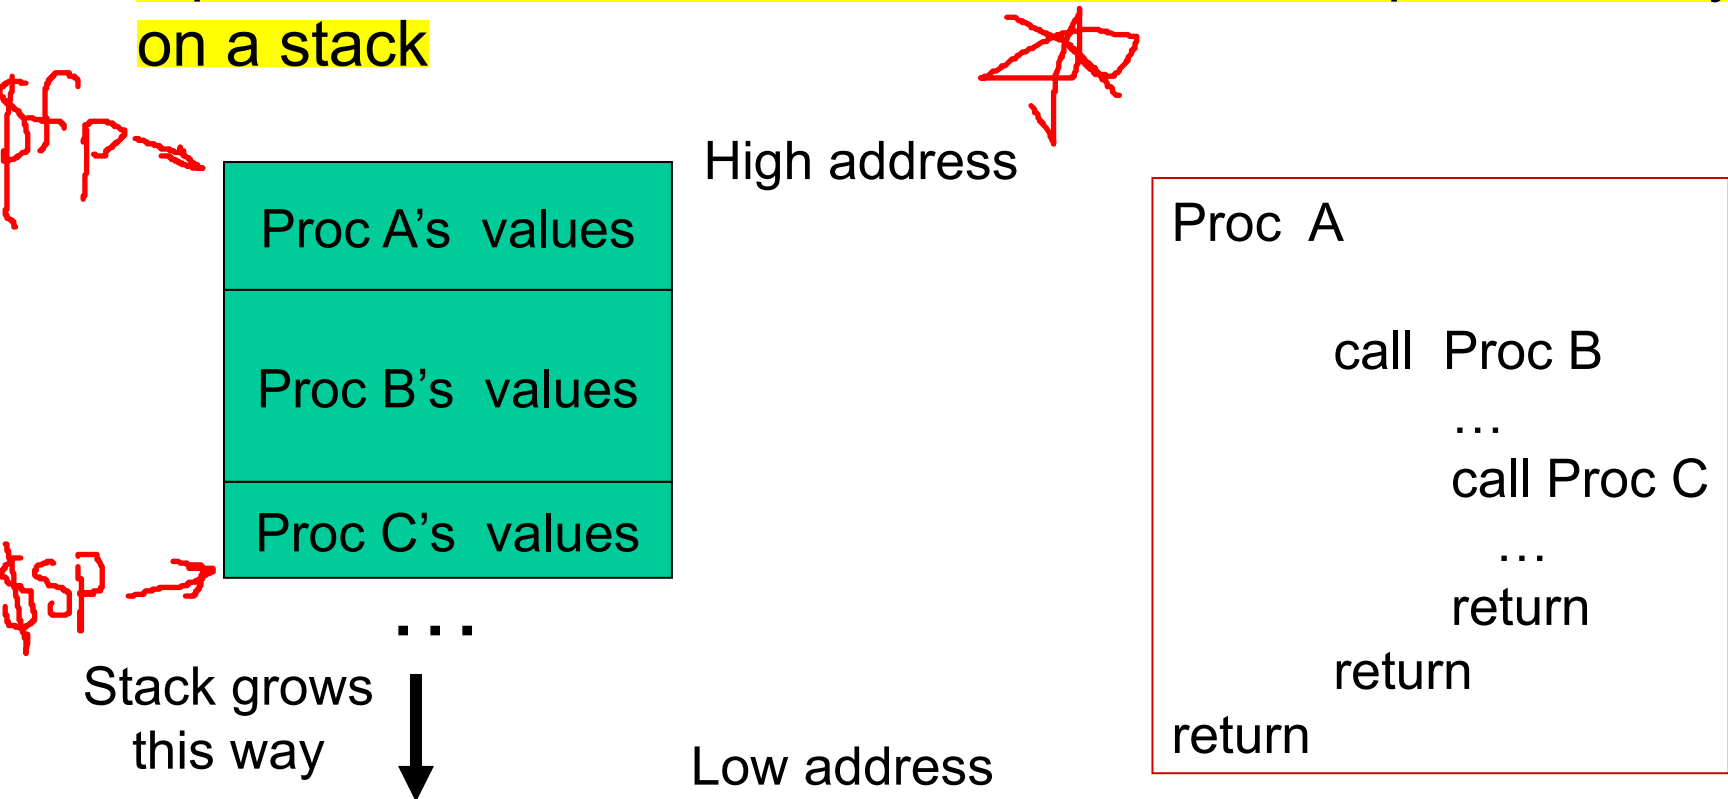 on a stack
$fp
High address
Proc A's values
Proc B's values
Proc C's values
$sp
...
Stack grows
this way
Low address
Proc A
call Proc B
...
call Proc C
...
return
return
return